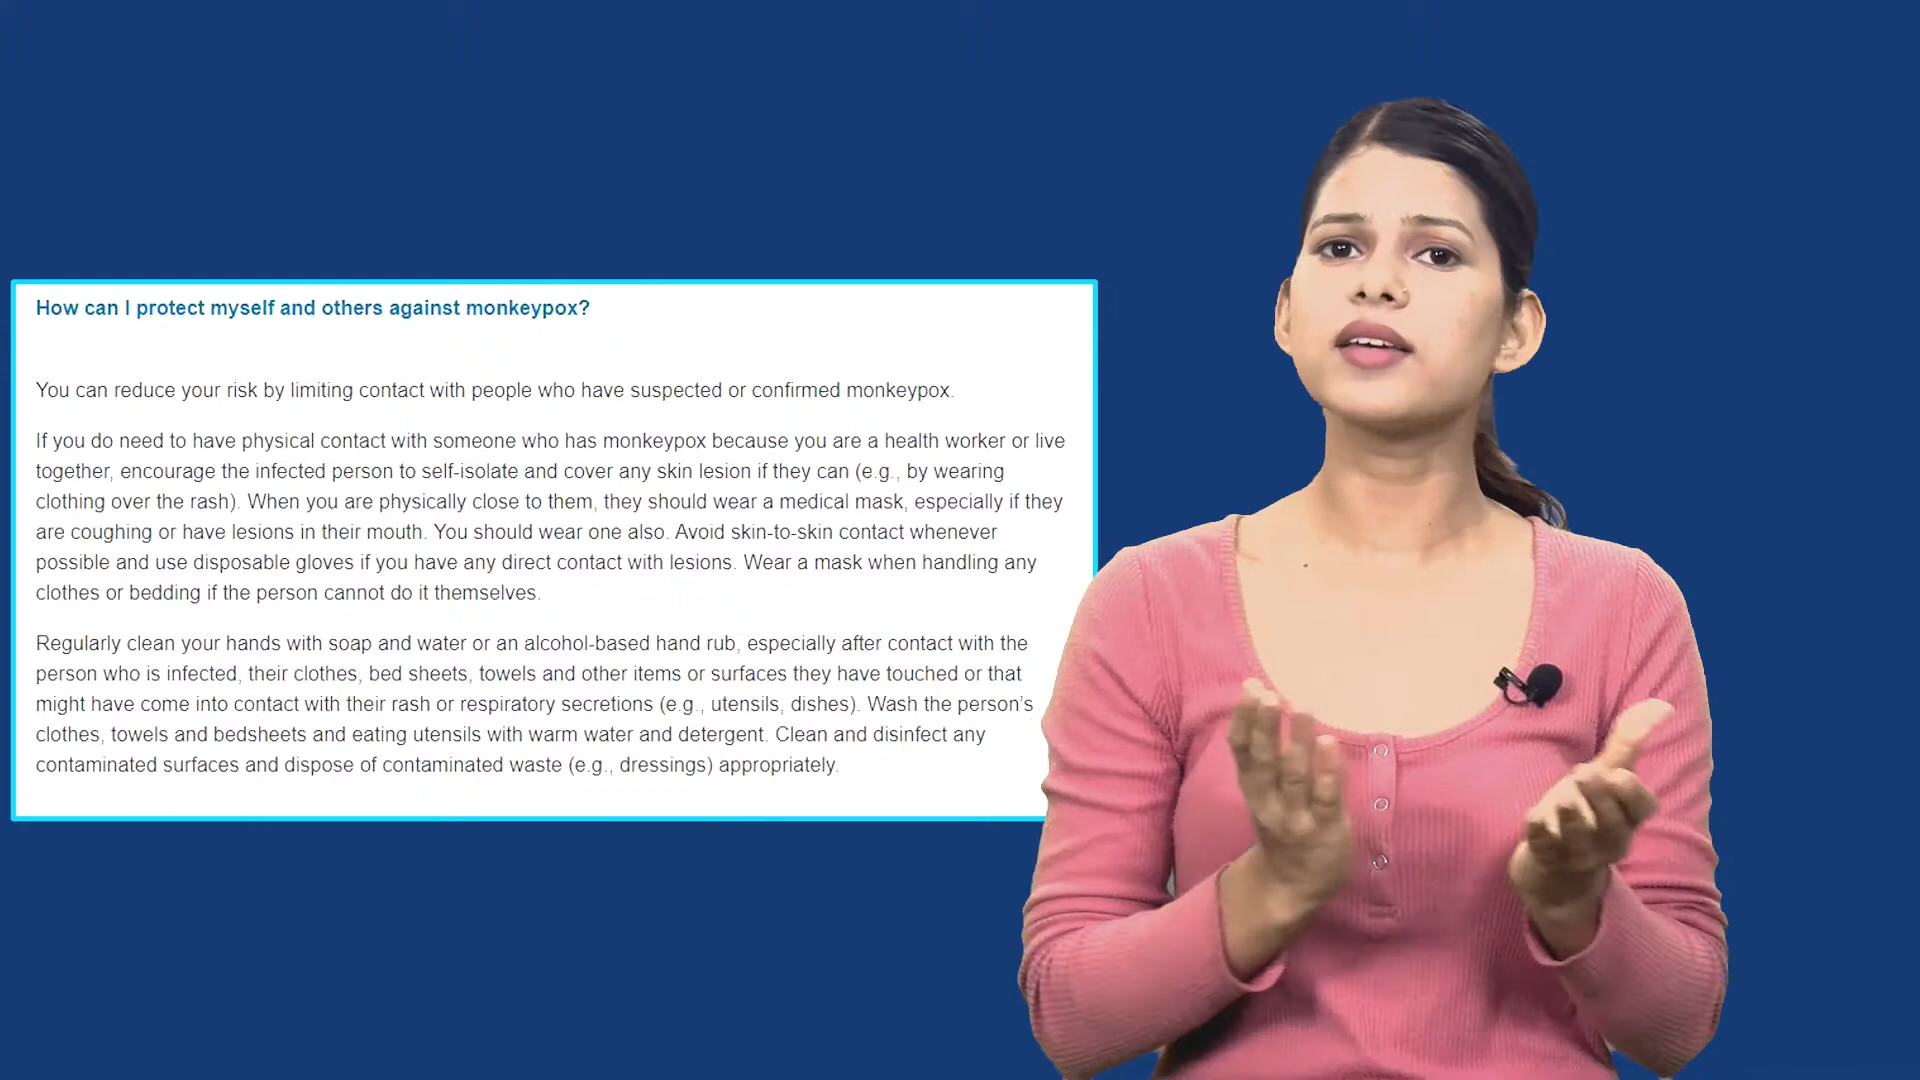 How can I protect myself and others against monkeypox?
You can reduce your risk by limiting contact with people who have suspected or confirmed monkeypox.
If you do need to have physical contact with someone who has monkeypox because you are a health worker or live
together, encourage the infected person to self-isolate and cover any skin lesion if they can (e.g., by wearing
clothing over the rash). When you are physically close to them, they should wear a medical mask, especially if they
are coughing or have lesions in their mouth. You should wear one also. Avoid skin-to-skin contact whenever
possible and use disposable gloves if you have any direct contact with lesions. Wear a mask when handling any
clothes or bedding if the person cannot do it themselves.
Regularly clean your hands with soap and water or an alcohol-based hand rub, especially after contact with the
person who is infected, their clothes, bed sheets, towels and other items or surfaces they have touched or that
might have come into contact with their rash or respiratory secretions (e.g., utensils, dishes). Wash the person’s
clothes, towels and bedsheets and eating utensils with warm water and detergent. Clean and disinfect any
contaminated surfaces and dispose of contaminated waste (e.g., dressings) appropriately.